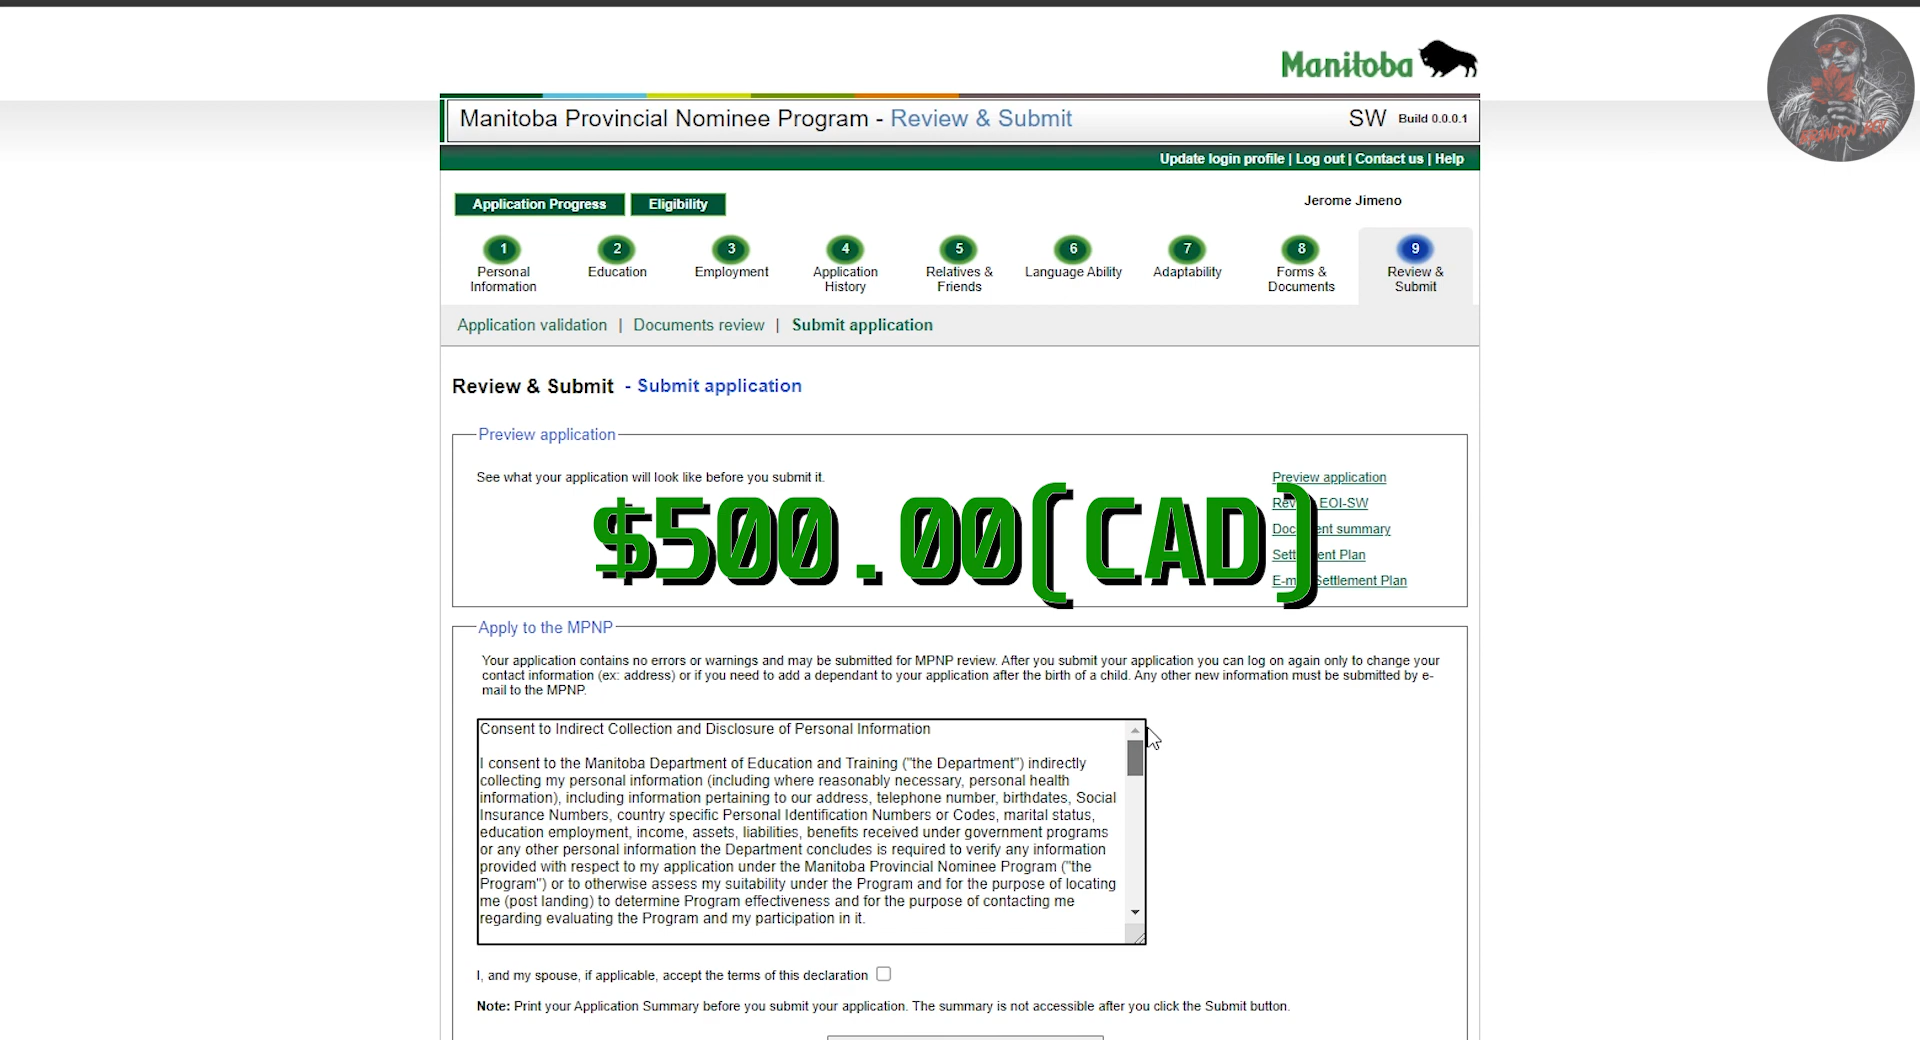 Manitoba
Manitoba Provincial Nominee Program - Review & Submit
SW Build 0.0.0.1
Update login profile | Log out | Contact us | Help
Application Progress
Eligibility
Jerome Jimeno
1 Personal Information
2 Education
3 Employment
4 Application History
5 Relatives & Friends
6 Language Ability
7 Adaptability
8 Forms & Documents
9 Review & Submit
Application validation | Documents review | Submit application
Review & Submit - Submit application
Preview application
See what your application will look like before you submit it.
Preview application
EOI-SW
summary
Plan
Settlement Plan
$500.00(CAD)
Apply to the MPNP
Your application contains no errors or warnings and may be submitted for MPNP review. After you submit your application you can log on again only to change your
contact information (ex: address) or if you need to add a dependant to your application after the birth of a child. Any other new information must be submitted by e-
mail to the MPNP.
Consent to Indirect Collection and Disclosure of Personal Information
I consent to the Manitoba Department of Education and Training ("the Department") indirectly
collecting my personal information (including where reasonably necessary, personal health
information), including information pertaining to our address, telephone number, birthdates, Social
Insurance Numbers, country specific Personal Identification Numbers or Codes, marital status,
education employment, income, assets, liabilities, benefits received under government programs
or any other personal information the Department concludes is required to verify any information
provided with respect to my application under the Manitoba Provincial Nominee Program ("the
Program") or to otherwise assess my suitability under the Program and for the purpose of locating
me (post landing) to determine Program effectiveness and for the purpose of contacting me
regarding evaluating the Program and my participation in it.
I, and my spouse, if applicable, accept the terms of this declaration
Note: Print your Application Summary before you submit your application. The summary is not accessible after you click the Submit button.